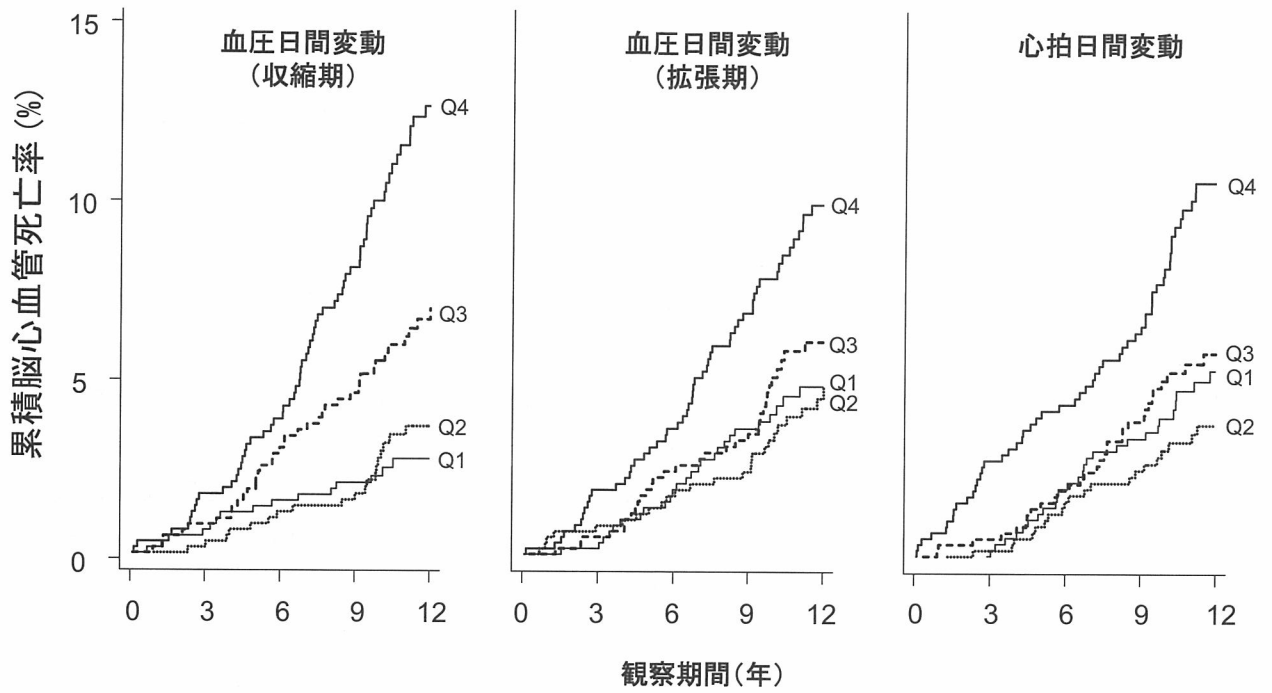 累積脳心血管死亡率 (%)
15
10
5
0
血圧日間変動
(収縮期)
Q4
Q3
Q2
Q1
0 3 6 9 12
血圧日間変動
(拡張期)
Q4
Q3
Q1
Q2
0 3 6 9 12
心拍日間変動
Q4
Q3
Q1
Q2
0 3 6 9 12
観察期間(年)